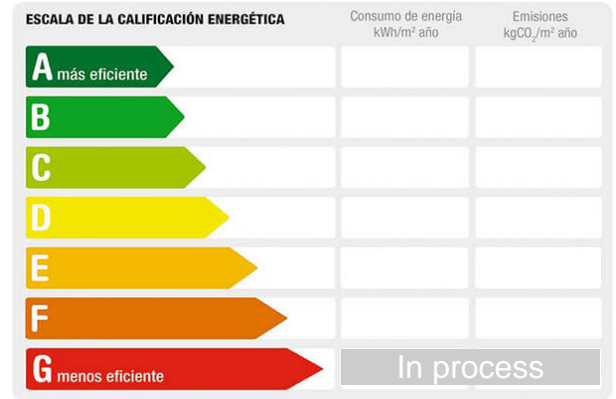 ESCALA DE LA CALIFICACIÓN ENERGÉTICA
Consumo de energía
kWh/m² año
Emisiones
kgCO₂/m² año
A más eficiente
B
C
D
E
F
G menos eficiente
In process